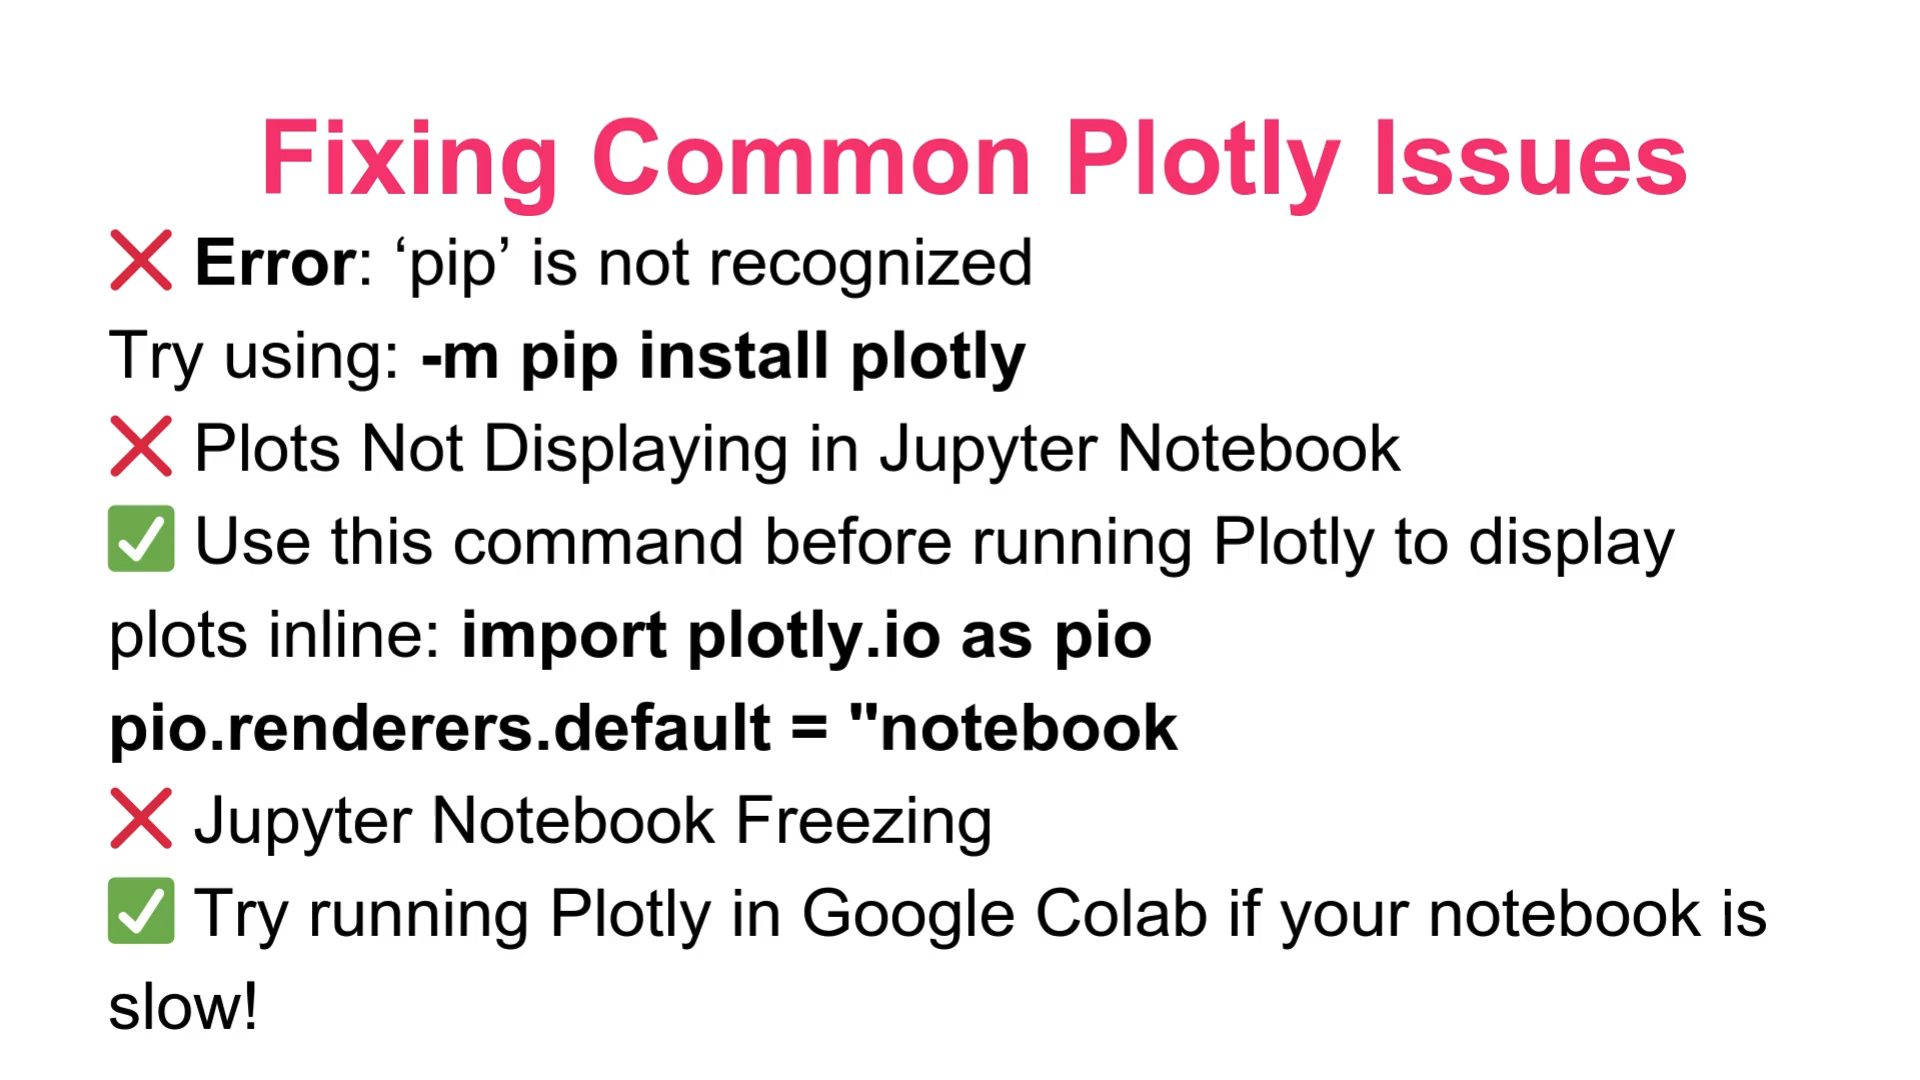 Fixing Common Plotly Issues
❌ Error: ‘pip’ is not recognized
Try using: -m pip install plotly
❌ Plots Not Displaying in Jupyter Notebook
✅ Use this command before running Plotly to display
plots inline: import plotly.io as pio
pio.renderers.default = "notebook
❌ Jupyter Notebook Freezing
✅ Try running Plotly in Google Colab if your notebook is
slow!